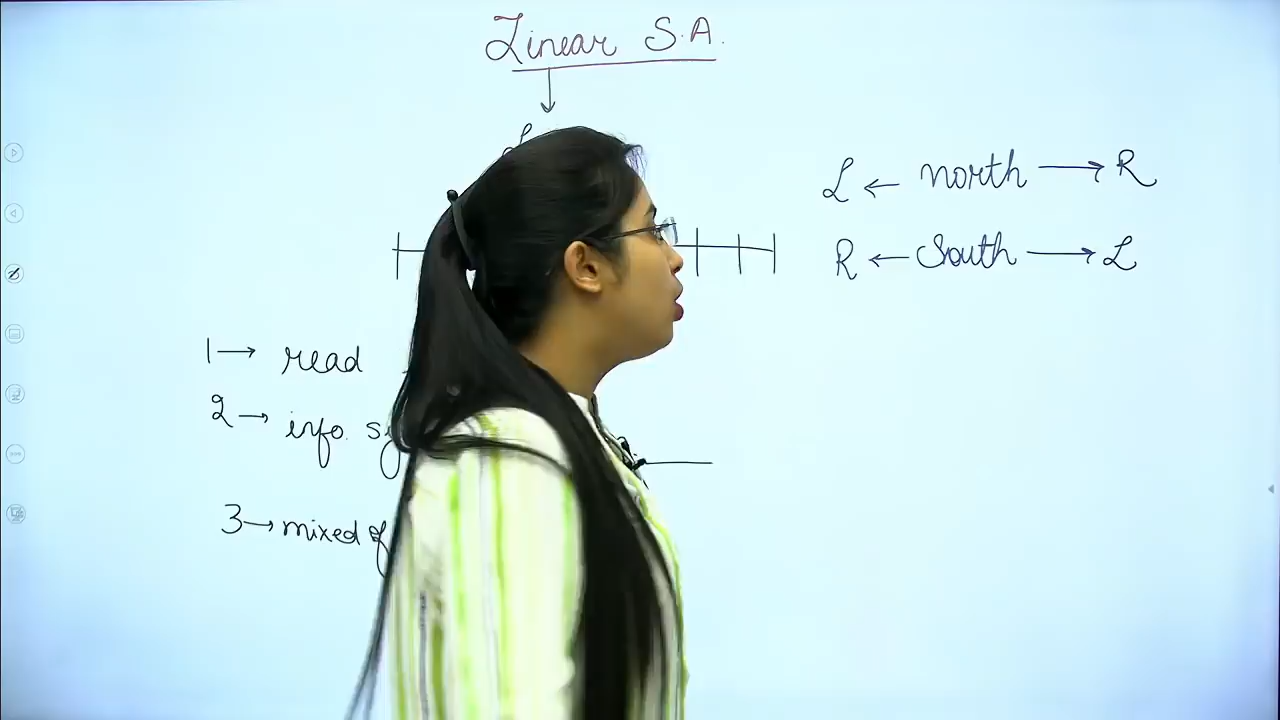 Linear S.A.
L ← north → R
R ← South → L
1 → read
2 → info.
3 → mixed of